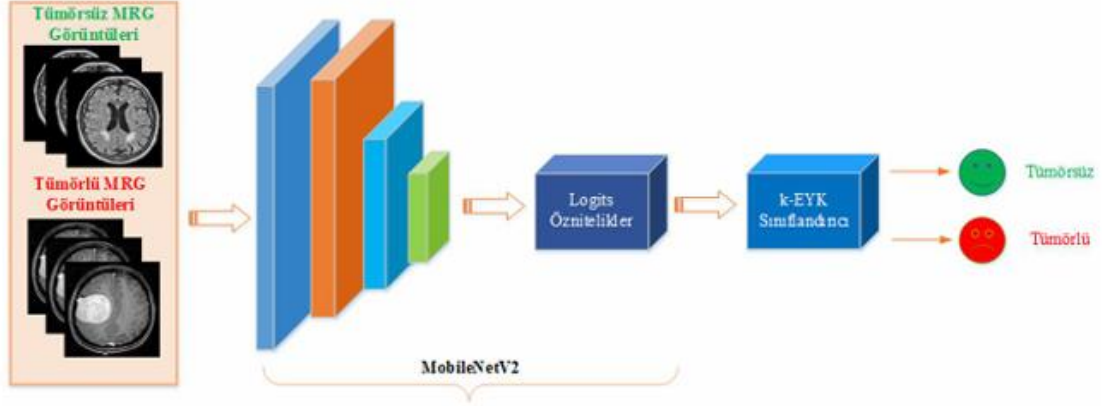 Tümörsüz MRG
Görüntüleri
Tümörlü MRG
Görüntüleri
Logits
Öznitelikler
k-EYK
Sınıflandırıcı
Tümörsüz
Tümörlü
MobileNetV2